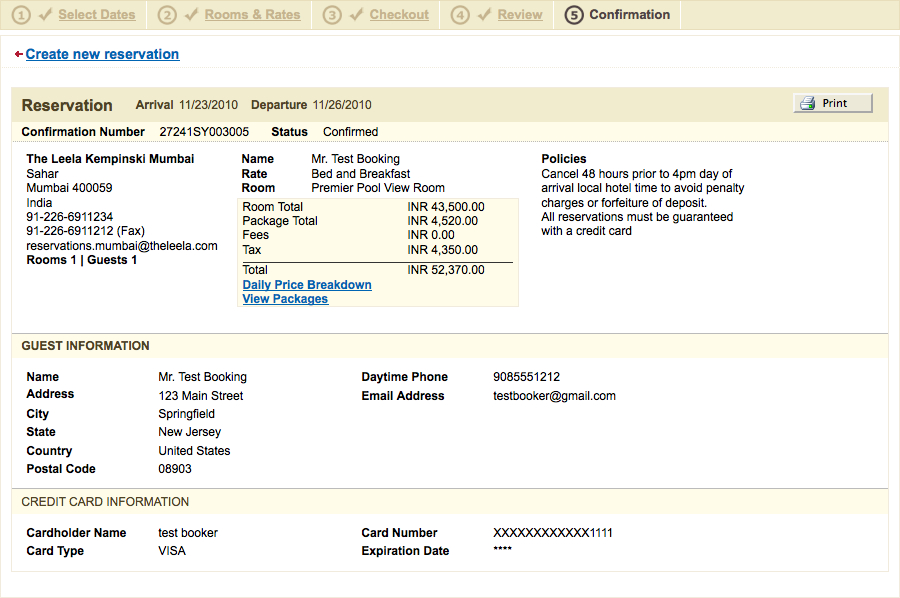 1 Select Dates 2 Rooms & Rates 3 Checkout 4 Review 5 Confirmation
Create new reservation
Reservation Arrival 11/23/2010 Departure 11/26/2010 Print
Confirmation Number 27241SY003005 Status Confirmed
The Leela Kempinski Mumbai
Sahar
Mumbai 400059
India
91-226-6911234
91-226-6911212 (Fax)
reservations.mumbai@theleela.com
Rooms 1 | Guests 1
Name Mr. Test Booking
Rate Bed and Breakfast
Room Premier Pool View Room
Room Total INR 43,500.00
Package Total INR 4,520.00
Fees INR 0.00
Tax INR 4,350.00
Total INR 52,370.00
Daily Price Breakdown
View Packages
Policies
Cancel 48 hours prior to 4pm day of
arrival local hotel time to avoid penalty
charges or forfeiture of deposit.
All reservations must be guaranteed
with a credit card
GUEST INFORMATION
Name Mr. Test Booking Daytime Phone 9085551212
Address 123 Main Street Email Address testbooker@gmail.com
City Springfield
State New Jersey
Country United States
Postal Code 08903
CREDIT CARD INFORMATION
Cardholder Name test booker Card Number XXXXXXXXXXXX1111
Card Type VISA Expiration Date ****